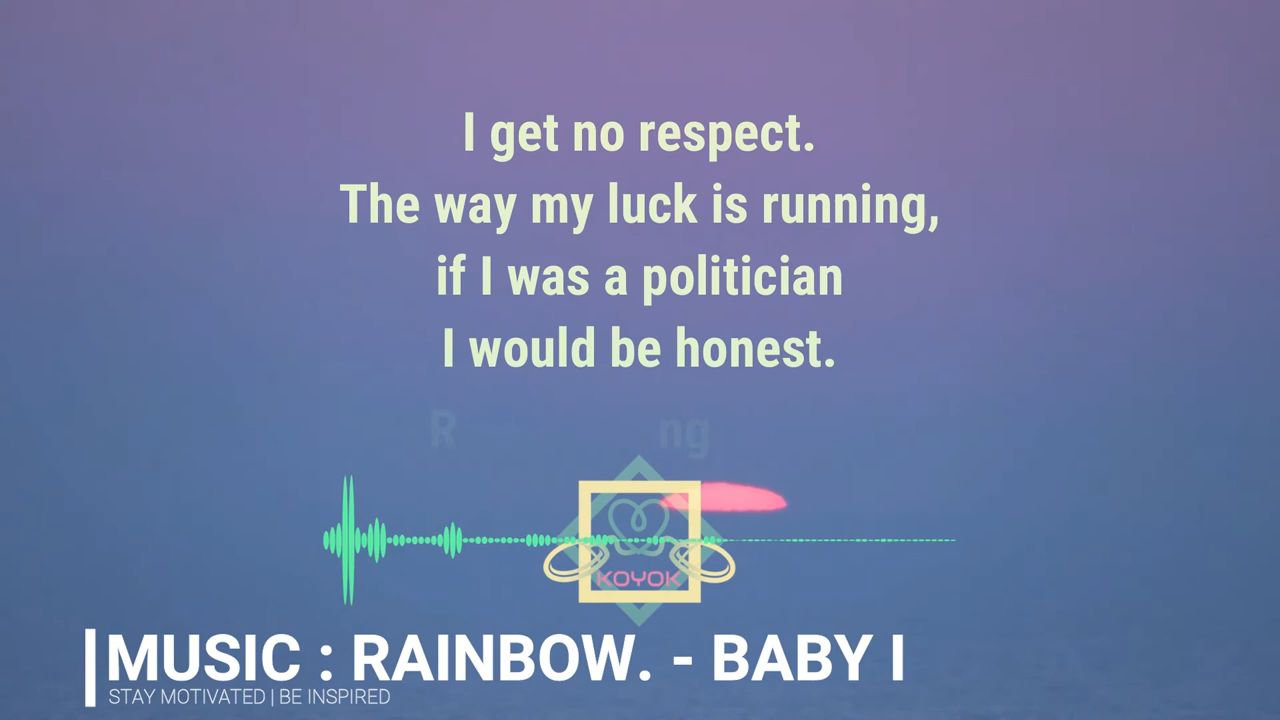 I get no respect.
The way my luck is running,
if I was a politician
I would be honest.
KOYOK
MUSIC : RAINBOW. - BABY I
STAY MOTIVATED | BE INSPIRED